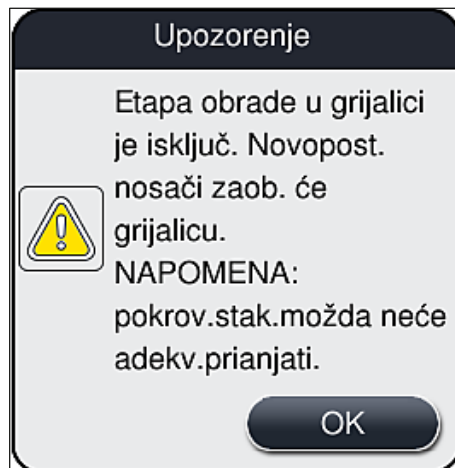 Upozorenje
Etapa obrade u grijalici
je isključ. Novopost.
nosači zaob. će
grijalicu.
NAPOMENA:
pokrov.stak.možda neće
adekv.prianjati.
OK